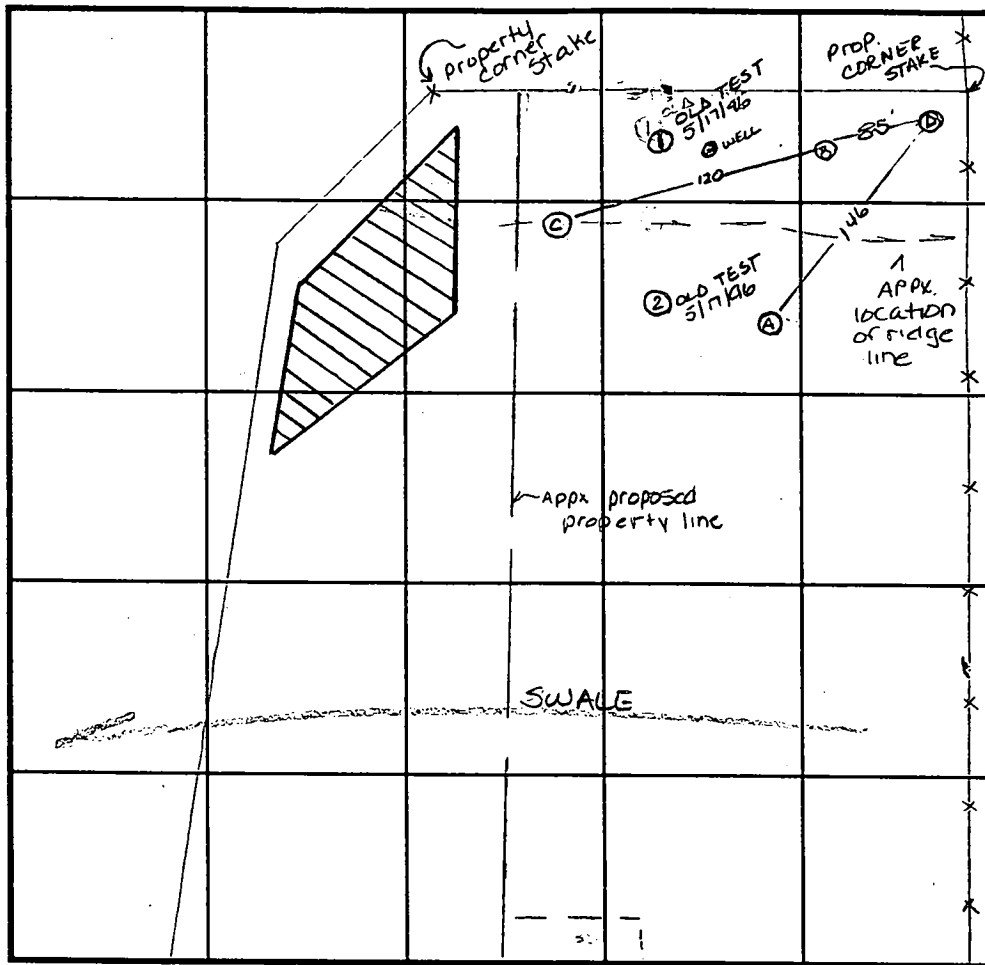 property
corner
stake
PROP.
CORNER
STAKE
1 OLD TEST
5/17/96
WELL
B
85'
D
120
C
146
2 OLD TEST
5/17/96
A
APPX.
location
of ridge
line
Appx proposed
property line
SWALE